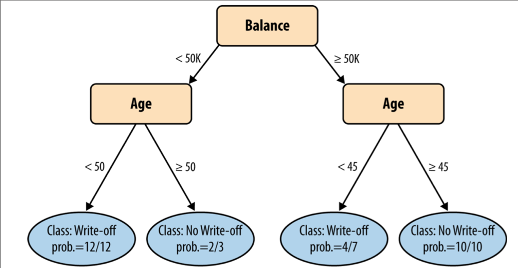 Balance
< 50K
≥ 50K
Age
Age
< 50
≥ 50
< 45
≥ 45
Class: Write-off
prob.=12/12
Class: No Write-off
prob.=2/3
Class: Write-off
prob.=4/7
Class: No Write-off
prob.=10/10